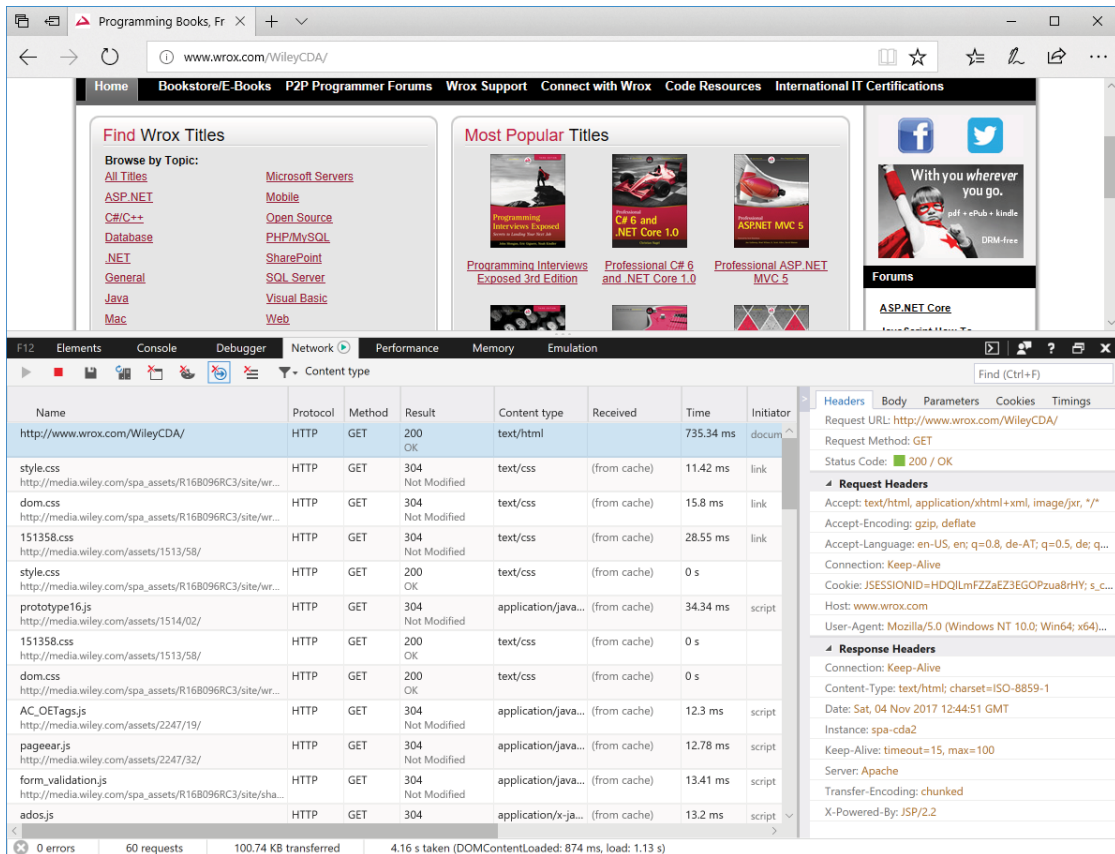 Programming Books, Fr
www.wrox.com/WileyCDA/
Home Bookstore/E-Books P2P Programmer Forums Wrox Support Connect with Wrox Code Resources International IT Certifications
Find Wrox Titles
Browse by Topic:
All Titles Microsoft Servers
ASP.NET Mobile
C#/C++ Open Source
Database PHP/MySQL
.NET SharePoint
General SQL Server
Java Visual Basic
Mac Web
Most Popular Titles
Programming
Interviews Exposed
Professional
C# 6 and
.NET Core 1.0
Professional
ASP.NET MVC 5
Programming Interviews
Exposed 3rd Edition
Professional C# 6
and .NET Core 1.0
Professional ASP.NET
MVC 5
With you wherever
you go.
pdf + ePub + kindle
DRM-free
Forums
ASP.NET Core
JavaScript How-To
F12 Elements Console Debugger Network Performance Memory Emulation
Content type
Find (Ctrl+F)
Name Protocol Method Result Content type Received Time Initiator
http://www.wrox.com/WileyCDA/ HTTP GET 200 text/html 735.34 ms docum
OK
style.css HTTP GET 304 text/css (from cache) 11.42 ms link
http://media.wiley.com/spa_assets/R16B096RC3/site/wr... Not Modified
dom.css HTTP GET 304 text/css (from cache) 15.8 ms link
http://media.wiley.com/spa_assets/R16B096RC3/site/wr... Not Modified
151358.css HTTP GET 304 text/css (from cache) 28.55 ms link
http://media.wiley.com/assets/1513/58/ Not Modified
style.css HTTP GET 200 text/css (from cache) 0 s
http://media.wiley.com/spa_assets/R16B096RC3/site/wr... OK
prototype16.js HTTP GET 304 application/java... (from cache) 34.34 ms script
http://media.wiley.com/assets/1514/02/ Not Modified
151358.css HTTP GET 200 text/css (from cache) 0 s
http://media.wiley.com/assets/1513/58/ OK
dom.css HTTP GET 200 text/css (from cache) 0 s
http://media.wiley.com/spa_assets/R16B096RC3/site/wr... OK
AC_OETags.js HTTP GET 304 application/java... (from cache) 12.3 ms script
http://media.wiley.com/assets/2247/19/ Not Modified
pageear.js HTTP GET 304 application/java... (from cache) 12.78 ms script
http://media.wiley.com/assets/2247/32/ Not Modified
form_validation.js HTTP GET 304 application/java... (from cache) 13.41 ms script
http://media.wiley.com/spa_assets/R16B096RC3/site/sha... Not Modified
ados.js HTTP GET 304 application/x-ja... (from cache) 13.2 ms script
Headers Body Parameters Cookies Timings
Request URL: http://www.wrox.com/WileyCDA/
Request Method: GET
Status Code: 200 / OK
Request Headers
Accept: text/html, application/xhtml+xml, image/jxr, */*
Accept-Encoding: gzip, deflate
Accept-Language: en-US, en; q=0.8, de-AT; q=0.5, de; q...
Connection: Keep-Alive
Cookie: JSESSIONID=HDQILmFZZaEZ3EGOPzua8rHY; s_c...
Host: www.wrox.com
User-Agent: Mozilla/5.0 (Windows NT 10.0; Win64; x64)...
Response Headers
Connection: Keep-Alive
Content-Type: text/html; charset=ISO-8859-1
Date: Sat, 04 Nov 2017 12:44:51 GMT
Instance: spa-cda2
Keep-Alive: timeout=15, max=100
Server: Apache
Transfer-Encoding: chunked
X-Powered-By: JSP/2.2
0 errors 60 requests 100.74 KB transferred 4.16 s taken (DOMContentLoaded: 874 ms, load: 1.13 s)